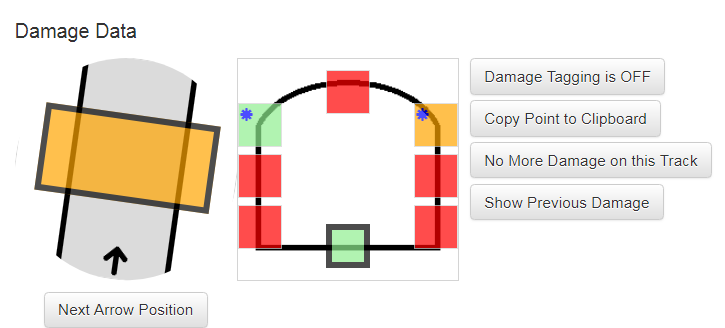 Damage Data
Damage Tagging is OFF
Copy Point to Clipboard
No More Damage on this Track
Show Previous Damage
Next Arrow Position